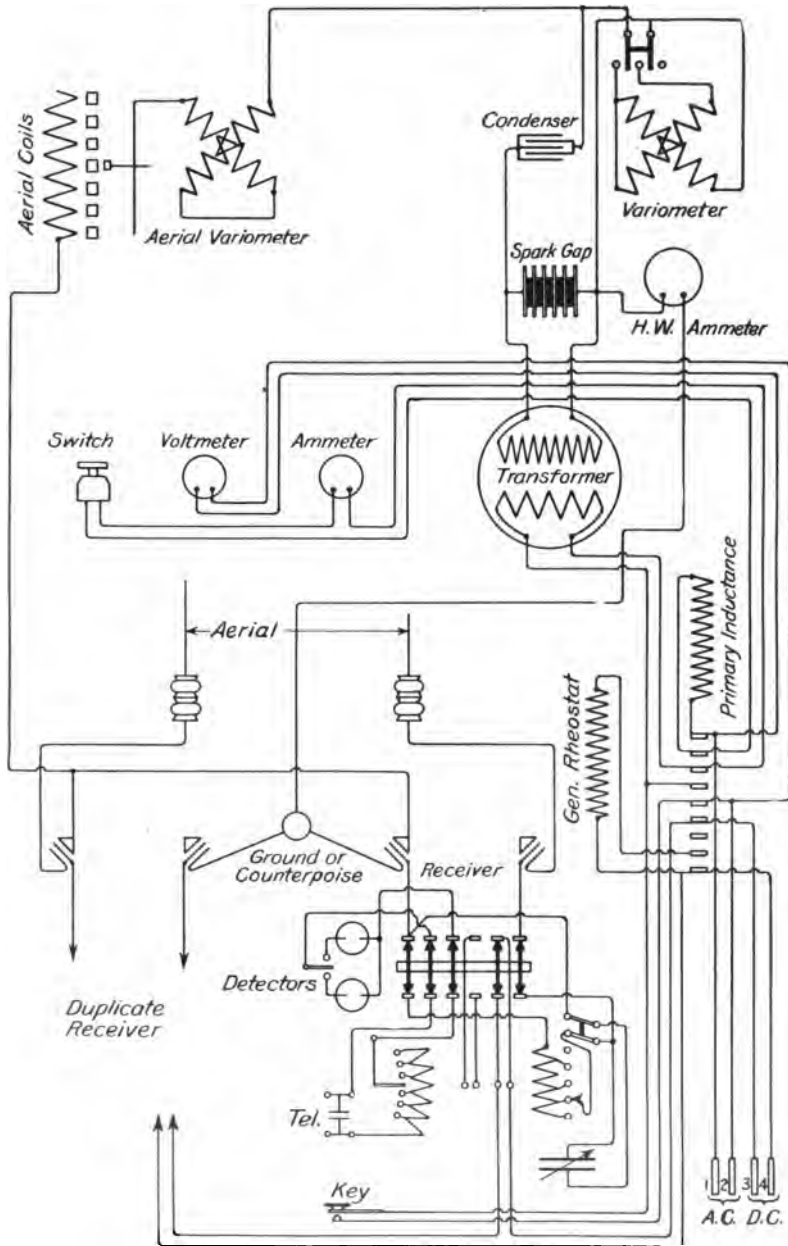 Aerial Coils
Aerial Variometer
Condenser
Variometer
Spark Gap
H.W. Ammeter
Switch
Voltmeter
Ammeter
Transformer
Primary Inductance
Aerial
Gen. Rheostat
Ground or
Counterpoise
Receiver
Detectors
Duplicate
Receiver
Tel.
Key
1 2 3 4
A.C. D.C.